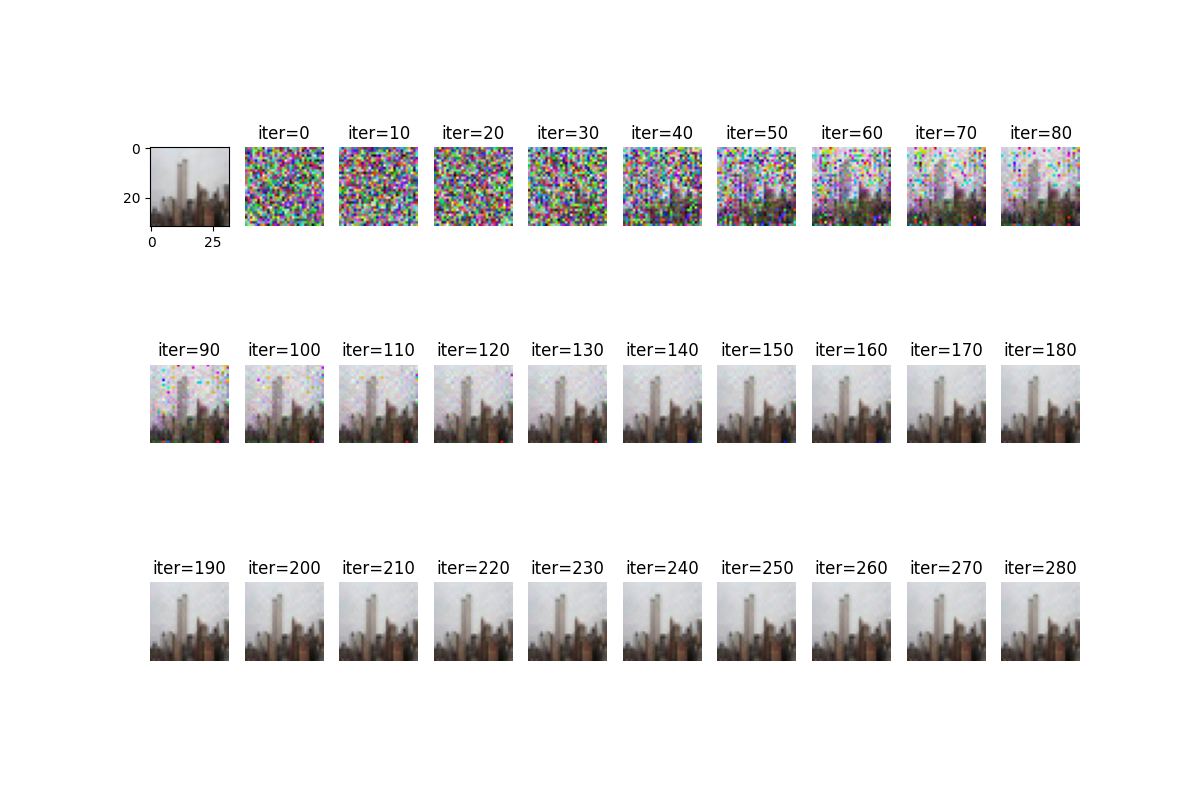 iter=0 iter=10 iter=20 iter=30 iter=40 iter=50 iter=60 iter=70 iter=80
0
20
0 25
iter=90 iter=100 iter=110 iter=120 iter=130 iter=140 iter=150 iter=160 iter=170 iter=180
iter=190 iter=200 iter=210 iter=220 iter=230 iter=240 iter=250 iter=260 iter=270 iter=280